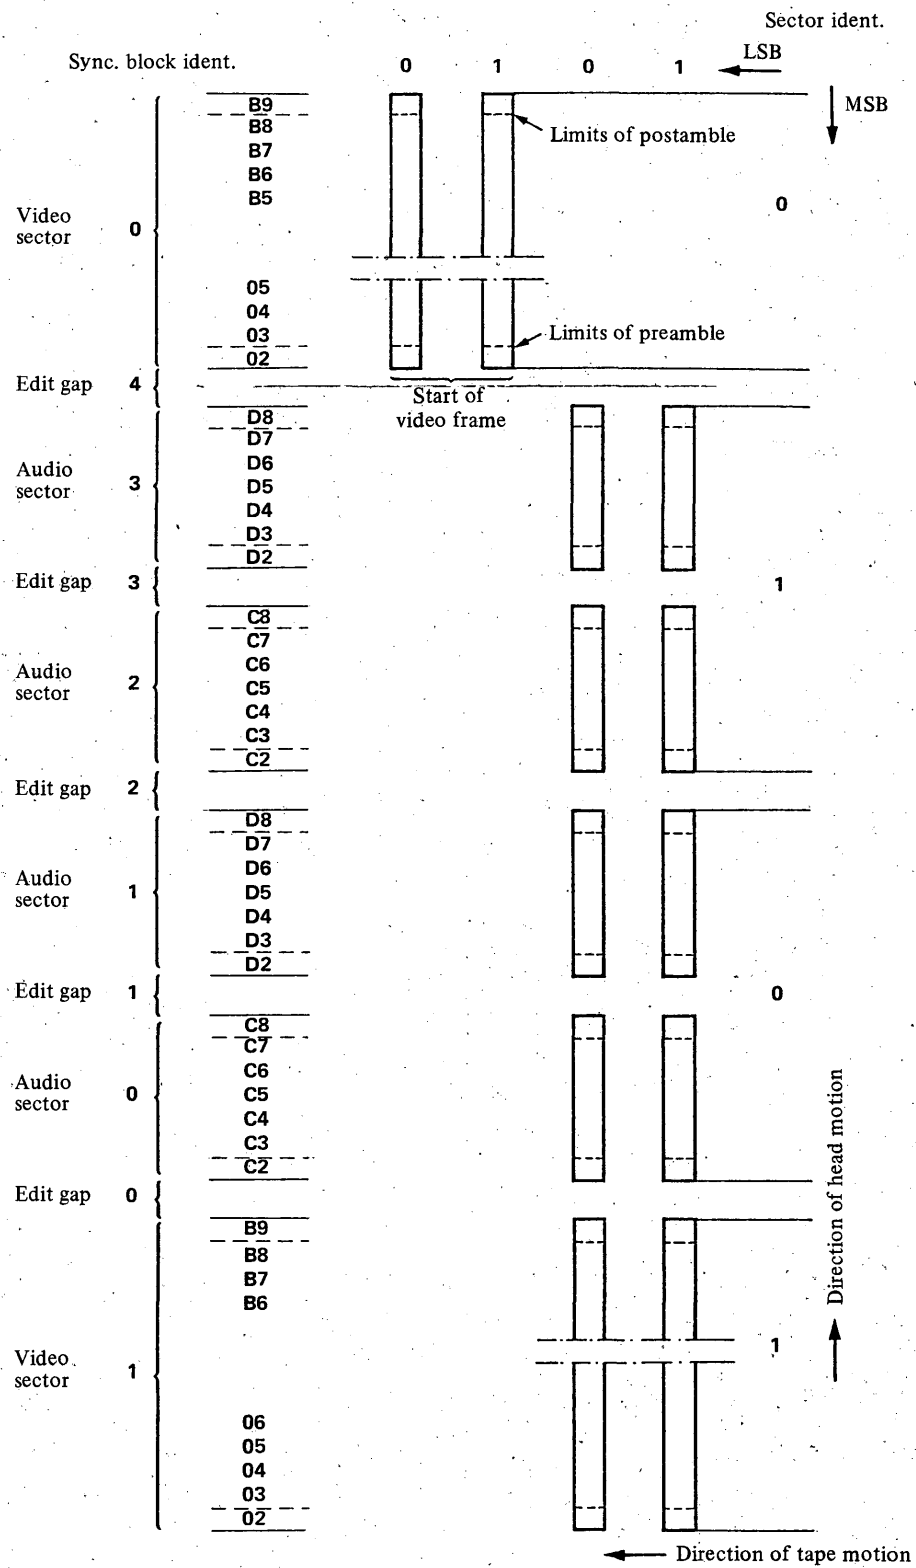 Sector ident.
Sync. block ident.
0 1 0 1
LSB
MSB
B9
B8
B7
B6
B5
Limits of postamble
Video
sector
0
0
05
04
03
02
Limits of preamble
Edit gap 4
Start of
video frame
D8
D7
D6
D5
D4
D3
D2
Audio
sector
3
Edit gap 3
1
C8
C7
C6
C5
C4
C3
C2
Audio
sector
2
Edit gap 2
D8
D7
D6
D5
D4
D3
D2
Audio
sector
1
Edit gap 1
0
C8
C7
C6
C5
C4
C3
C2
Audio
sector
0
Edit gap 0
B9
B8
B7
B6
Direction of head motion
Video
sector
1
1
06
05
04
03
02
Direction of tape motion